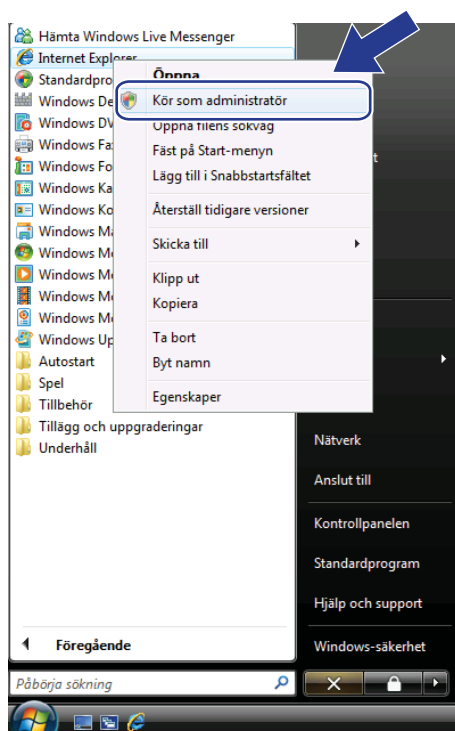 Hämta Windows Live Messenger
Internet Explorer
Standardpro
Windows De
Windows DV
Windows Fa
Windows Fo
Windows Ka
Windows Ko
Windows Ma
Windows Me
Windows Me
Windows Mo
Windows Mo
Windows Up
Autostart
Spel
Tillbehör
Tillägg och uppgraderingar
Underhåll
Föregående
Påbörja sökning
Öppna
Kör som administratör
Öppna filens sökväg
Fäst på Start-menyn
Lägg till i Snabbstartsfältet
Återställ tidigare versioner
Skicka till
Klipp ut
Kopiera
Ta bort
Byt namn
Egenskaper
t
Nätverk
Anslut till
Kontrollpanelen
Standardprogram
Hjälp och support
Windows-säkerhet